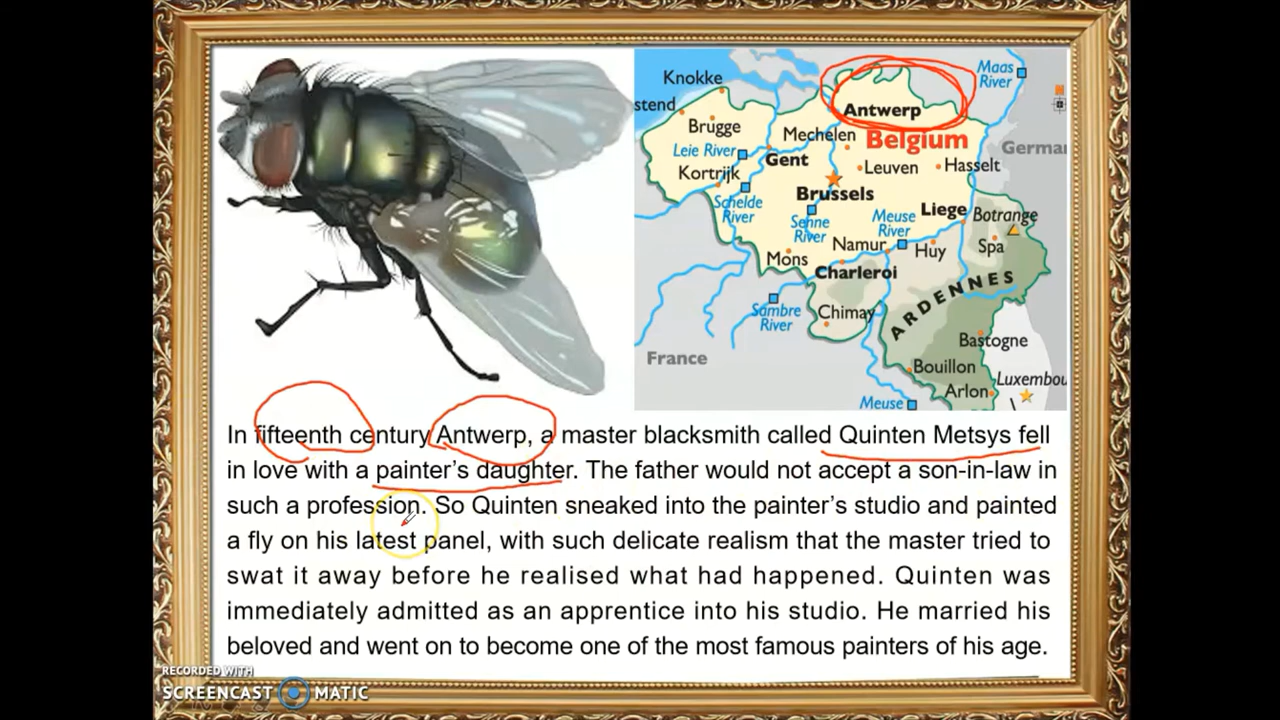 Knokke
stend
Brugge
Leie River
Kortrijk
Schelde
River
Gent
Mechelen
Antwerp
Belgium
Maas
River
Leuven
Hasselt
Brussels
Senne
River
Meuse
River
Liege
Botrange
Namur
Huy
Spa
Mons
Charleroi
Sambre
River
Chimay
ARDENNES
Bastogne
France
Bouillon
Arlon
Luxembou
Meuse
Germa
In fifteenth century Antwerp, a master blacksmith called Quinten Metsys fell
in love with a painter's daughter. The father would not accept a son-in-law in
such a profession. So Quinten sneaked into the painter's studio and painted
a fly on his latest panel, with such delicate realism that the master tried to
swat it away before he realised what had happened. Quinten was
immediately admitted as an apprentice into his studio. He married his
beloved and went on to become one of the most famous painters of his age.
RECORDED WITH
SCREENCAST MATIC